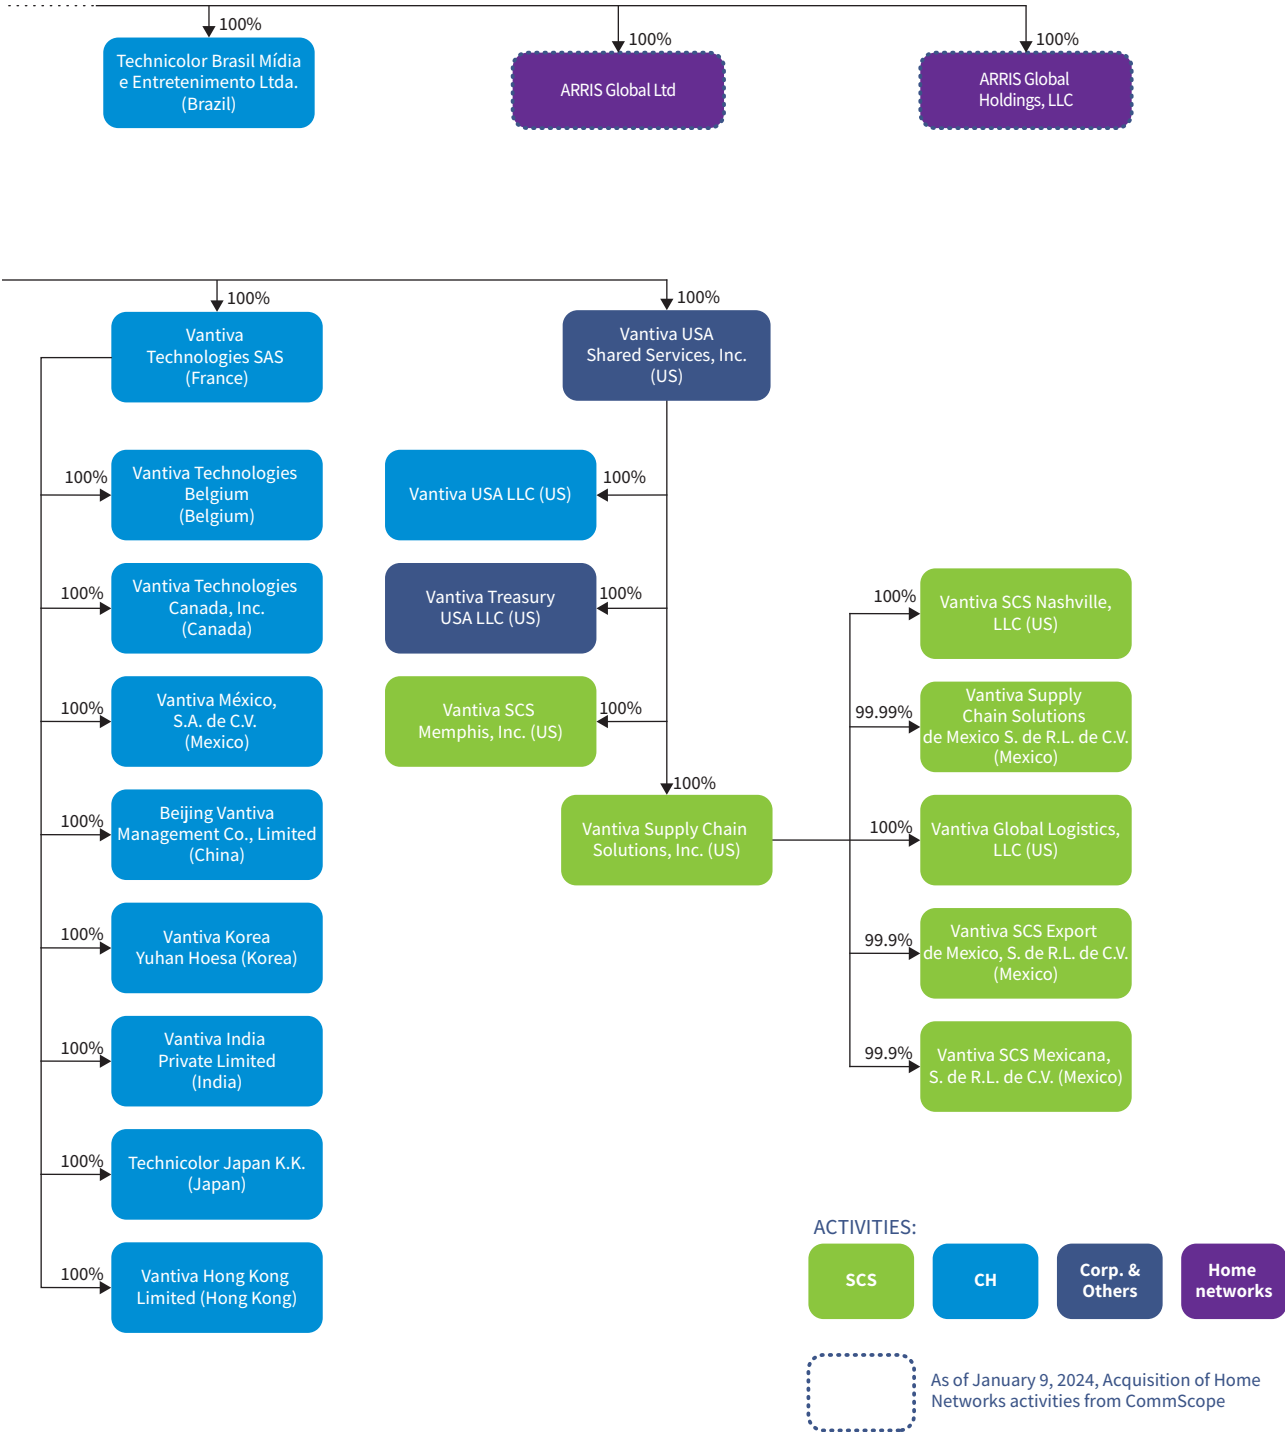 100%
Technicolor Brasil Mídia
e Entretenimento Ltda.
(Brazil)
100%
ARRIS Global Ltd
100%
ARRIS Global
Holdings, LLC
100%
Vantiva
Technologies SAS
(France)
100%
Vantiva Technologies
Belgium
(Belgium)
100%
Vantiva Technologies
Canada, Inc.
(Canada)
100%
Vantiva México,
S.A. de C.V.
(Mexico)
100%
Beijing Vantiva
Management Co., Limited
(China)
100%
Vantiva Korea
Yuhan Hoesa (Korea)
100%
Vantiva India
Private Limited
(India)
100%
Technicolor Japan K.K.
(Japan)
100%
Vantiva Hong Kong
Limited (Hong Kong)
100%
Vantiva USA
Shared Services, Inc.
(US)
100%
Vantiva USA LLC (US)
100%
Vantiva Treasury
USA LLC (US)
100%
Vantiva SCS
Memphis, Inc. (US)
100%
Vantiva Supply Chain
Solutions, Inc. (US)
100%
Vantiva SCS Nashville,
LLC (US)
99.99%
Vantiva Supply
Chain Solutions
de Mexico S. de R.L. de C.V.
(Mexico)
100%
Vantiva Global Logistics,
LLC (US)
99.9%
Vantiva SCS Export
de Mexico, S. de R.L. de C.V.
(Mexico)
99.9%
Vantiva SCS Mexicana,
S. de R.L. de C.V. (Mexico)
ACTIVITIES:
SCS
CH
Corp. &
Others
Home
networks
As of January 9, 2024, Acquisition of Home
Networks activities from CommScope